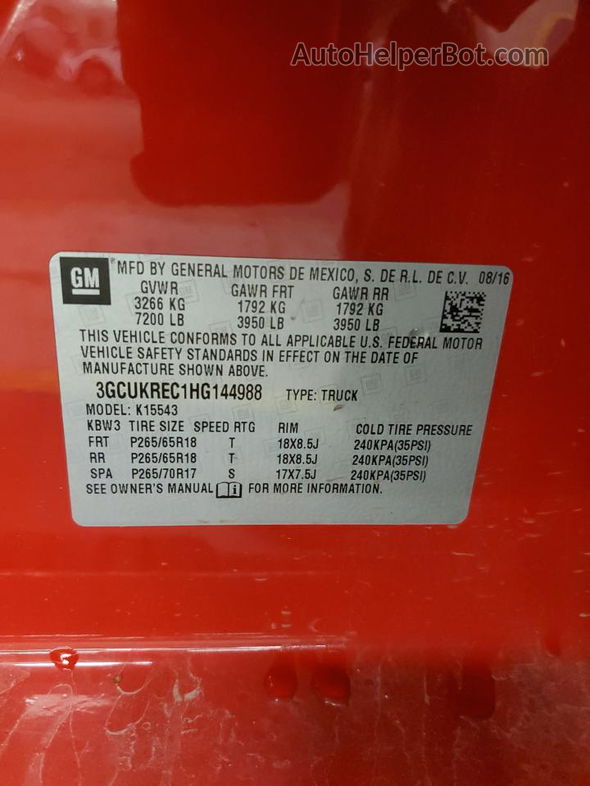 AutoHelperBot.com
GM *MFD BY GENERAL MOTORS DE MEXICO, S. DE R.L. DE C.V. 08/16
GVWR GAWR FRT GAWR RR
3266 KG 1792 KG 1792 KG
7200 LB 3950 LB 3950 LB
THIS VEHICLE CONFORMS TO ALL APPLICABLE U.S. FEDERAL MOTOR
VEHICLE SAFETY STANDARDS IN EFFECT ON THE DATE OF
MANUFACTURE SHOWN ABOVE.
3GCUKREC1HG144988 TYPE: TRUCK
MODEL: K15543
KBW3 TIRE SIZE SPEED RTG RIM COLD TIRE PRESSURE
FRT P265/65R18 T 18X8.5J 240KPA(35PSI)
RR P265/65R18 T 18X8.5J 240KPA(35PSI)
SPA P265/70R17 S 17X7.5J 240KPA(35PSI)
SEE OWNER'S MANUAL FOR MORE INFORMATION.